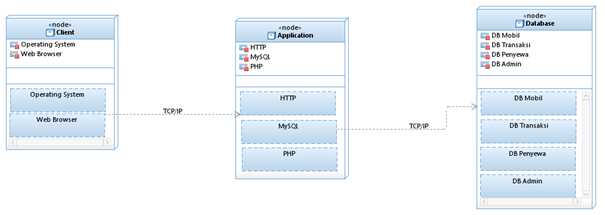 «node»
Client
Operating System
Web Browser
Operating System
Web Browser
TCP/IP
«node»
Application
HTTP
MySQL
PHP
HTTP
MySQL
PHP
TCP/IP
«node»
Database
DB Mobil
DB Transaksi
DB Penyewa
DB Admin
DB Mobil
DB Transaksi
DB Penyewa
DB Admin